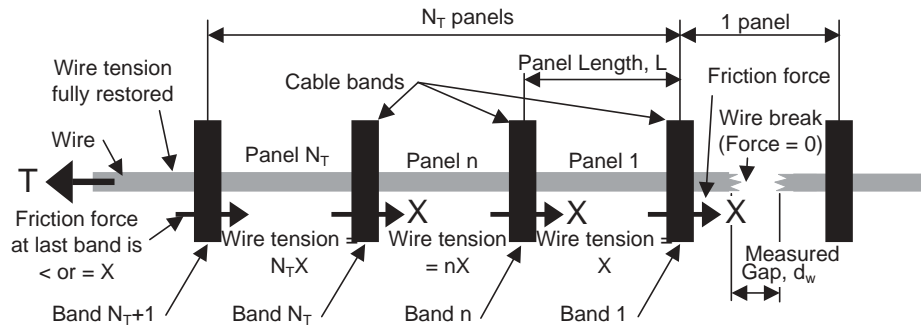 N_T panels
1 panel
Panel Length, L
Wire tension
fully restored
Cable bands
Friction force
Wire break
(Force = 0)
Wire
Panel N_T
Panel n
Panel 1
T
Friction force
at last band is
< or = X
X
X
X
Wire tension =
N_TX
Wire tension
= nX
Wire tension =
X
Measured
Gap, d_w
Band N_T+1
Band N_T
Band n
Band 1